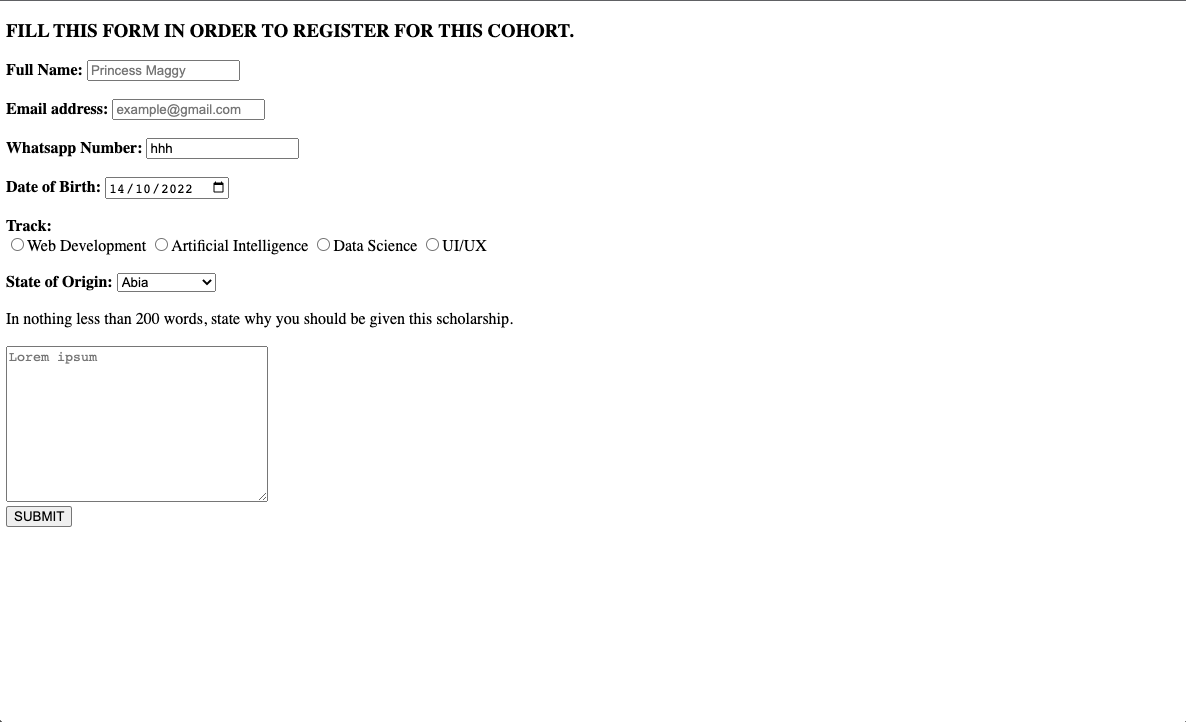 FILL THIS FORM IN ORDER TO REGISTER FOR THIS COHORT.
Full Name: Princess Maggy
Email address: example@gmail.com
Whatsapp Number: hhh
Date of Birth: 14/10/2022
Track:
Web Development Artificial Intelligence Data Science UI/UX
State of Origin: Abia
In nothing less than 200 words, state why you should be given this scholarship.
Lorem ipsum
SUBMIT